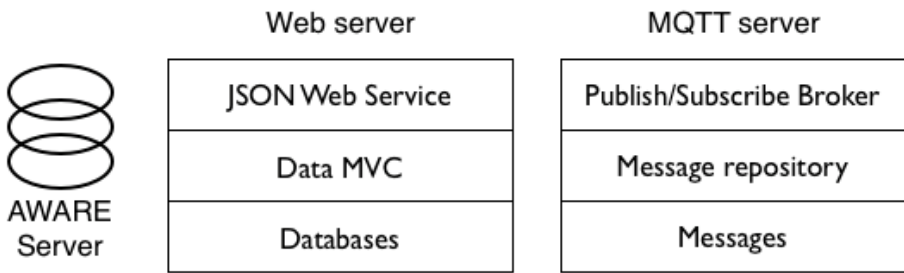 Web server
MQTT server
JSON Web Service
Publish/Subscribe Broker
Data MVC
Message repository
AWARE
Server
Databases
Messages